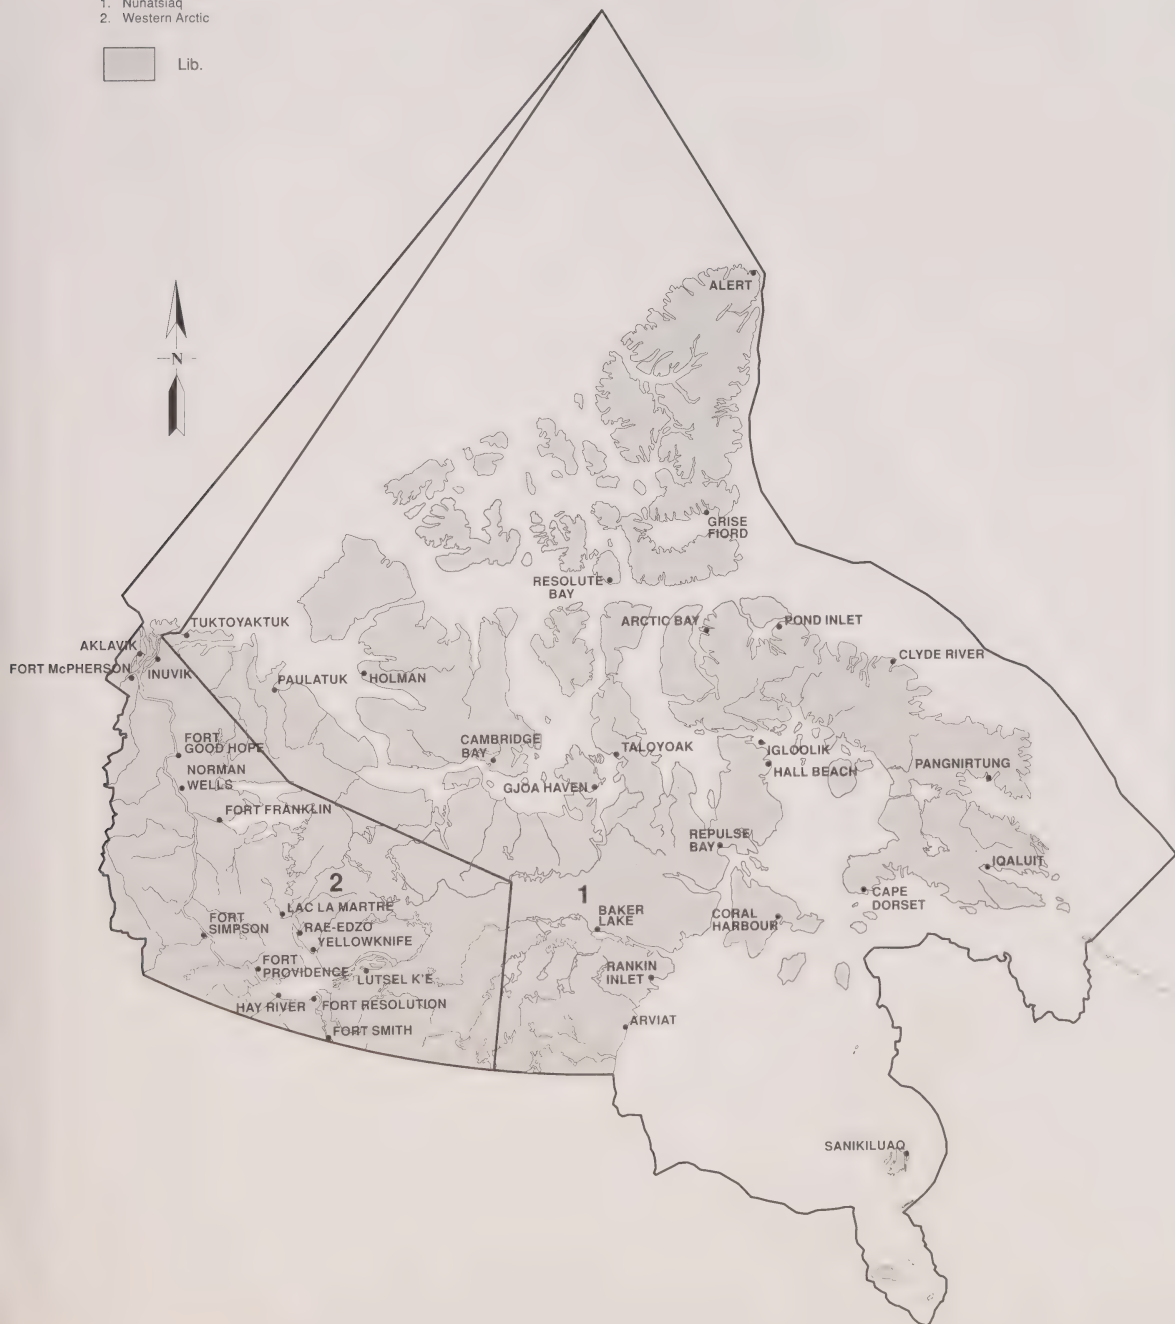 1. Nunatsiaq
2. Western Arctic
Lib.
ALERT
N
GRISE
FIORD
RESOLUTE
BAY
TUKTOYAKTUK
ARCTIC BAY
POND INLET
AKLAVIK
CLYDE RIVER
FORT McPHERSON
INUVIK
PAULATUK
HOLMAN
FORT
GOOD HOPE
CAMBRIDGE
BAY
TALOYOAK
IGLOOLIK
HALL BEACH
PANGNIRTUNG
NORMAN
WELLS
GJOA HAVEN
FORT FRANKLIN
REPULSE
BAY
IQALUIT
2
1
CAPE
DORSET
LAC LA MARTRE
BAKER
LAKE
CORAL
HARBOUR
FORT
SIMPSON
RAE-EDZO
YELLOWKNIFE
FORT
PROVIDENCE
LUTSEL K'E
RANKIN
INLET
HAY RIVER
FORT RESOLUTION
ARVIAT
FORT SMITH
SANIKILUAQ